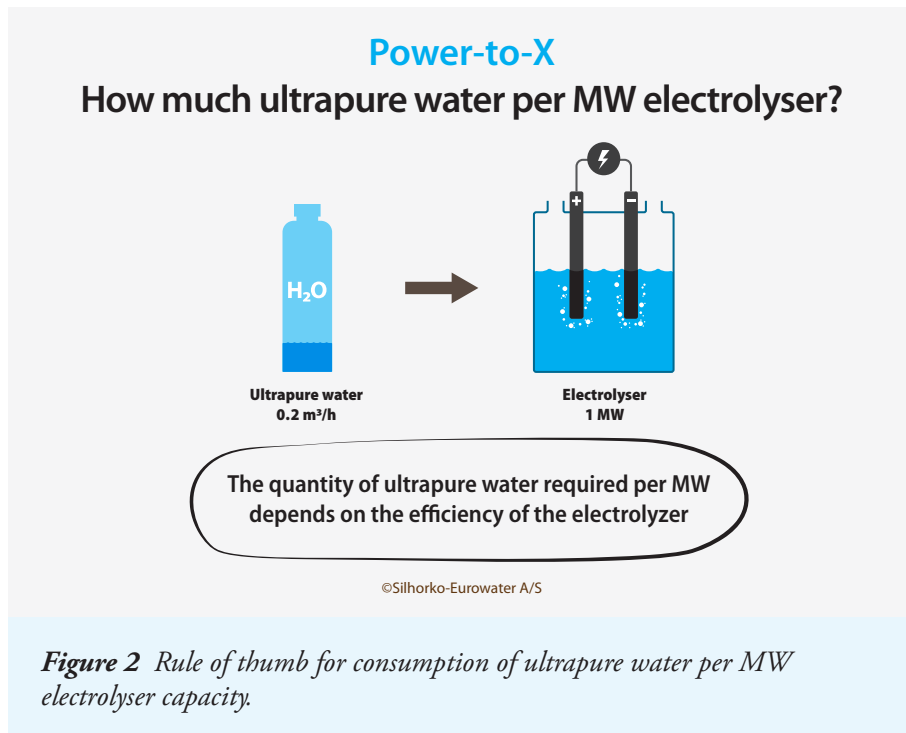 Power-to-X
How much ultrapure water per MW electrolyser?
H₂O
+
−
Ultrapure water
0.2 m³/h
Electrolyser
1 MW
The quantity of ultrapure water required per MW
depends on the efficiency of the electrolyzer
©Silhorko-Eurowater A/S
Figure 2 Rule of thumb for consumption of ultrapure water per MW
electrolyser capacity.